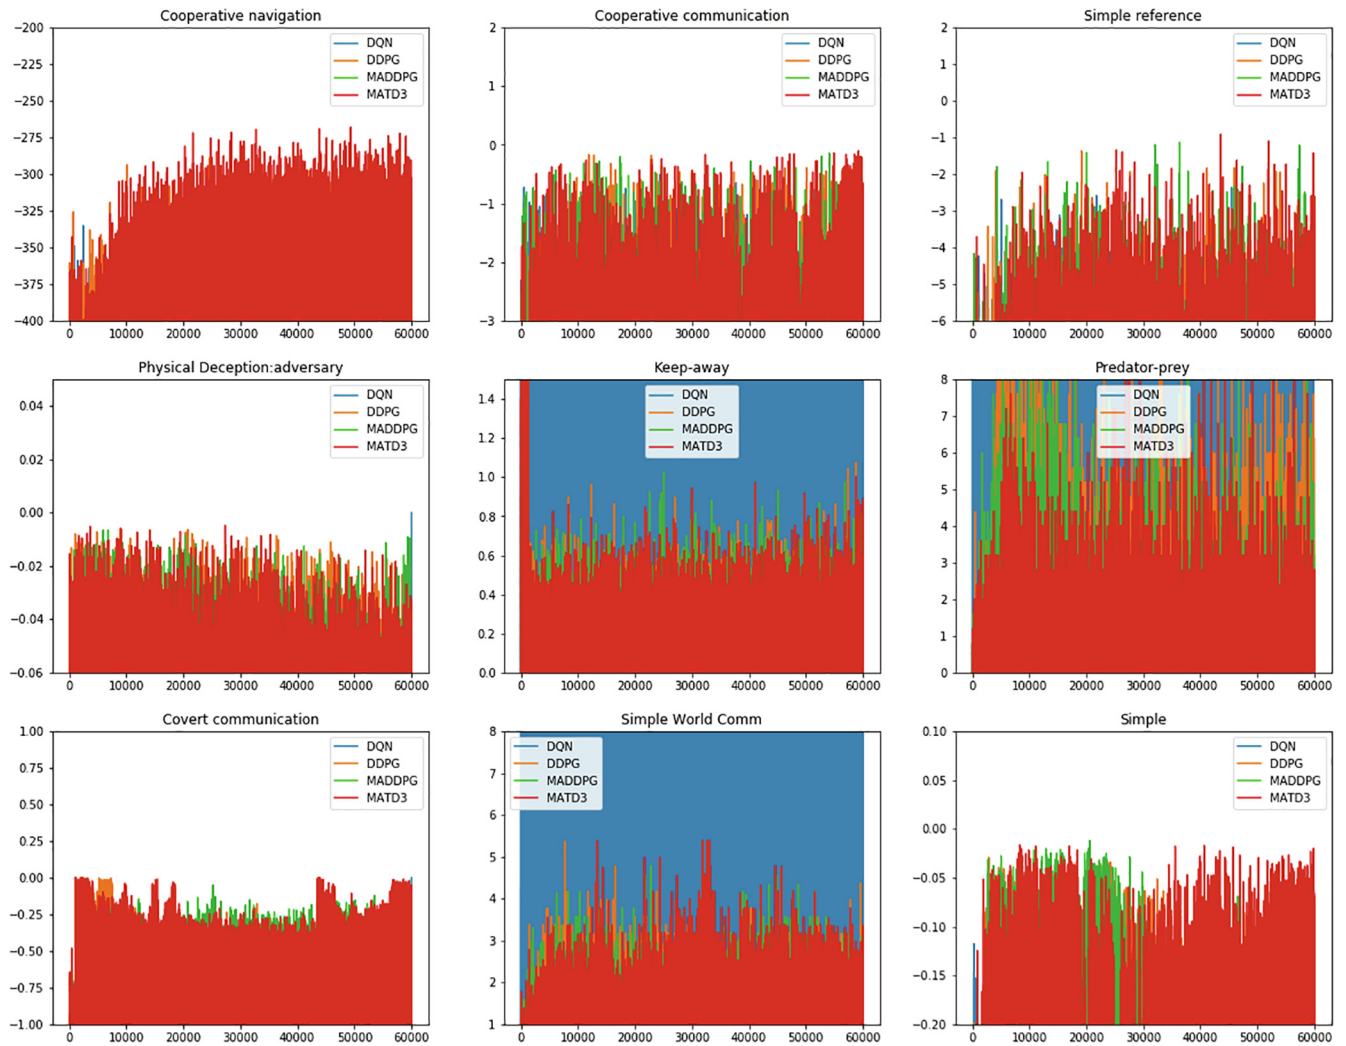 Cooperative navigation
−200
−225
−250
−275
−300
−325
−350
−375
−400
0 10000 20000 30000 40000 50000 60000
DQN
DDPG
MADDPG
MATD3
Cooperative communication
2
1
0
−1
−2
−3
0 10000 20000 30000 40000 50000 60000
DQN
DDPG
MADDPG
MATD3
Simple reference
2
1
0
−1
−2
−3
−4
−5
−6
0 10000 20000 30000 40000 50000 60000
DQN
DDPG
MADDPG
MATD3
Physical Deception:adversary
0.04
0.02
0.00
−0.02
−0.04
−0.06
0 10000 20000 30000 40000 50000 60000
DQN
DDPG
MADDPG
MATD3
Keep-away
1.4
1.2
1.0
0.8
0.6
0.4
0.2
0.0
0 10000 20000 30000 40000 50000 60000
DQN
DDPG
MADDPG
MATD3
Predator-prey
8
7
6
5
4
3
2
1
0
0 10000 20000 30000 40000 50000 60000
DQN
DDPG
MADDPG
MATD3
Covert communication
1.00
0.75
0.50
0.25
0.00
−0.25
−0.50
−0.75
−1.00
0 10000 20000 30000 40000 50000 60000
DQN
DDPG
MADDPG
MATD3
Simple World Comm
8
7
6
5
4
3
2
1
0 10000 20000 30000 40000 50000 60000
DQN
DDPG
MADDPG
MATD3
Simple
0.10
0.05
0.00
−0.05
−0.10
−0.15
−0.20
0 10000 20000 30000 40000 50000 60000
DQN
DDPG
MADDPG
MATD3